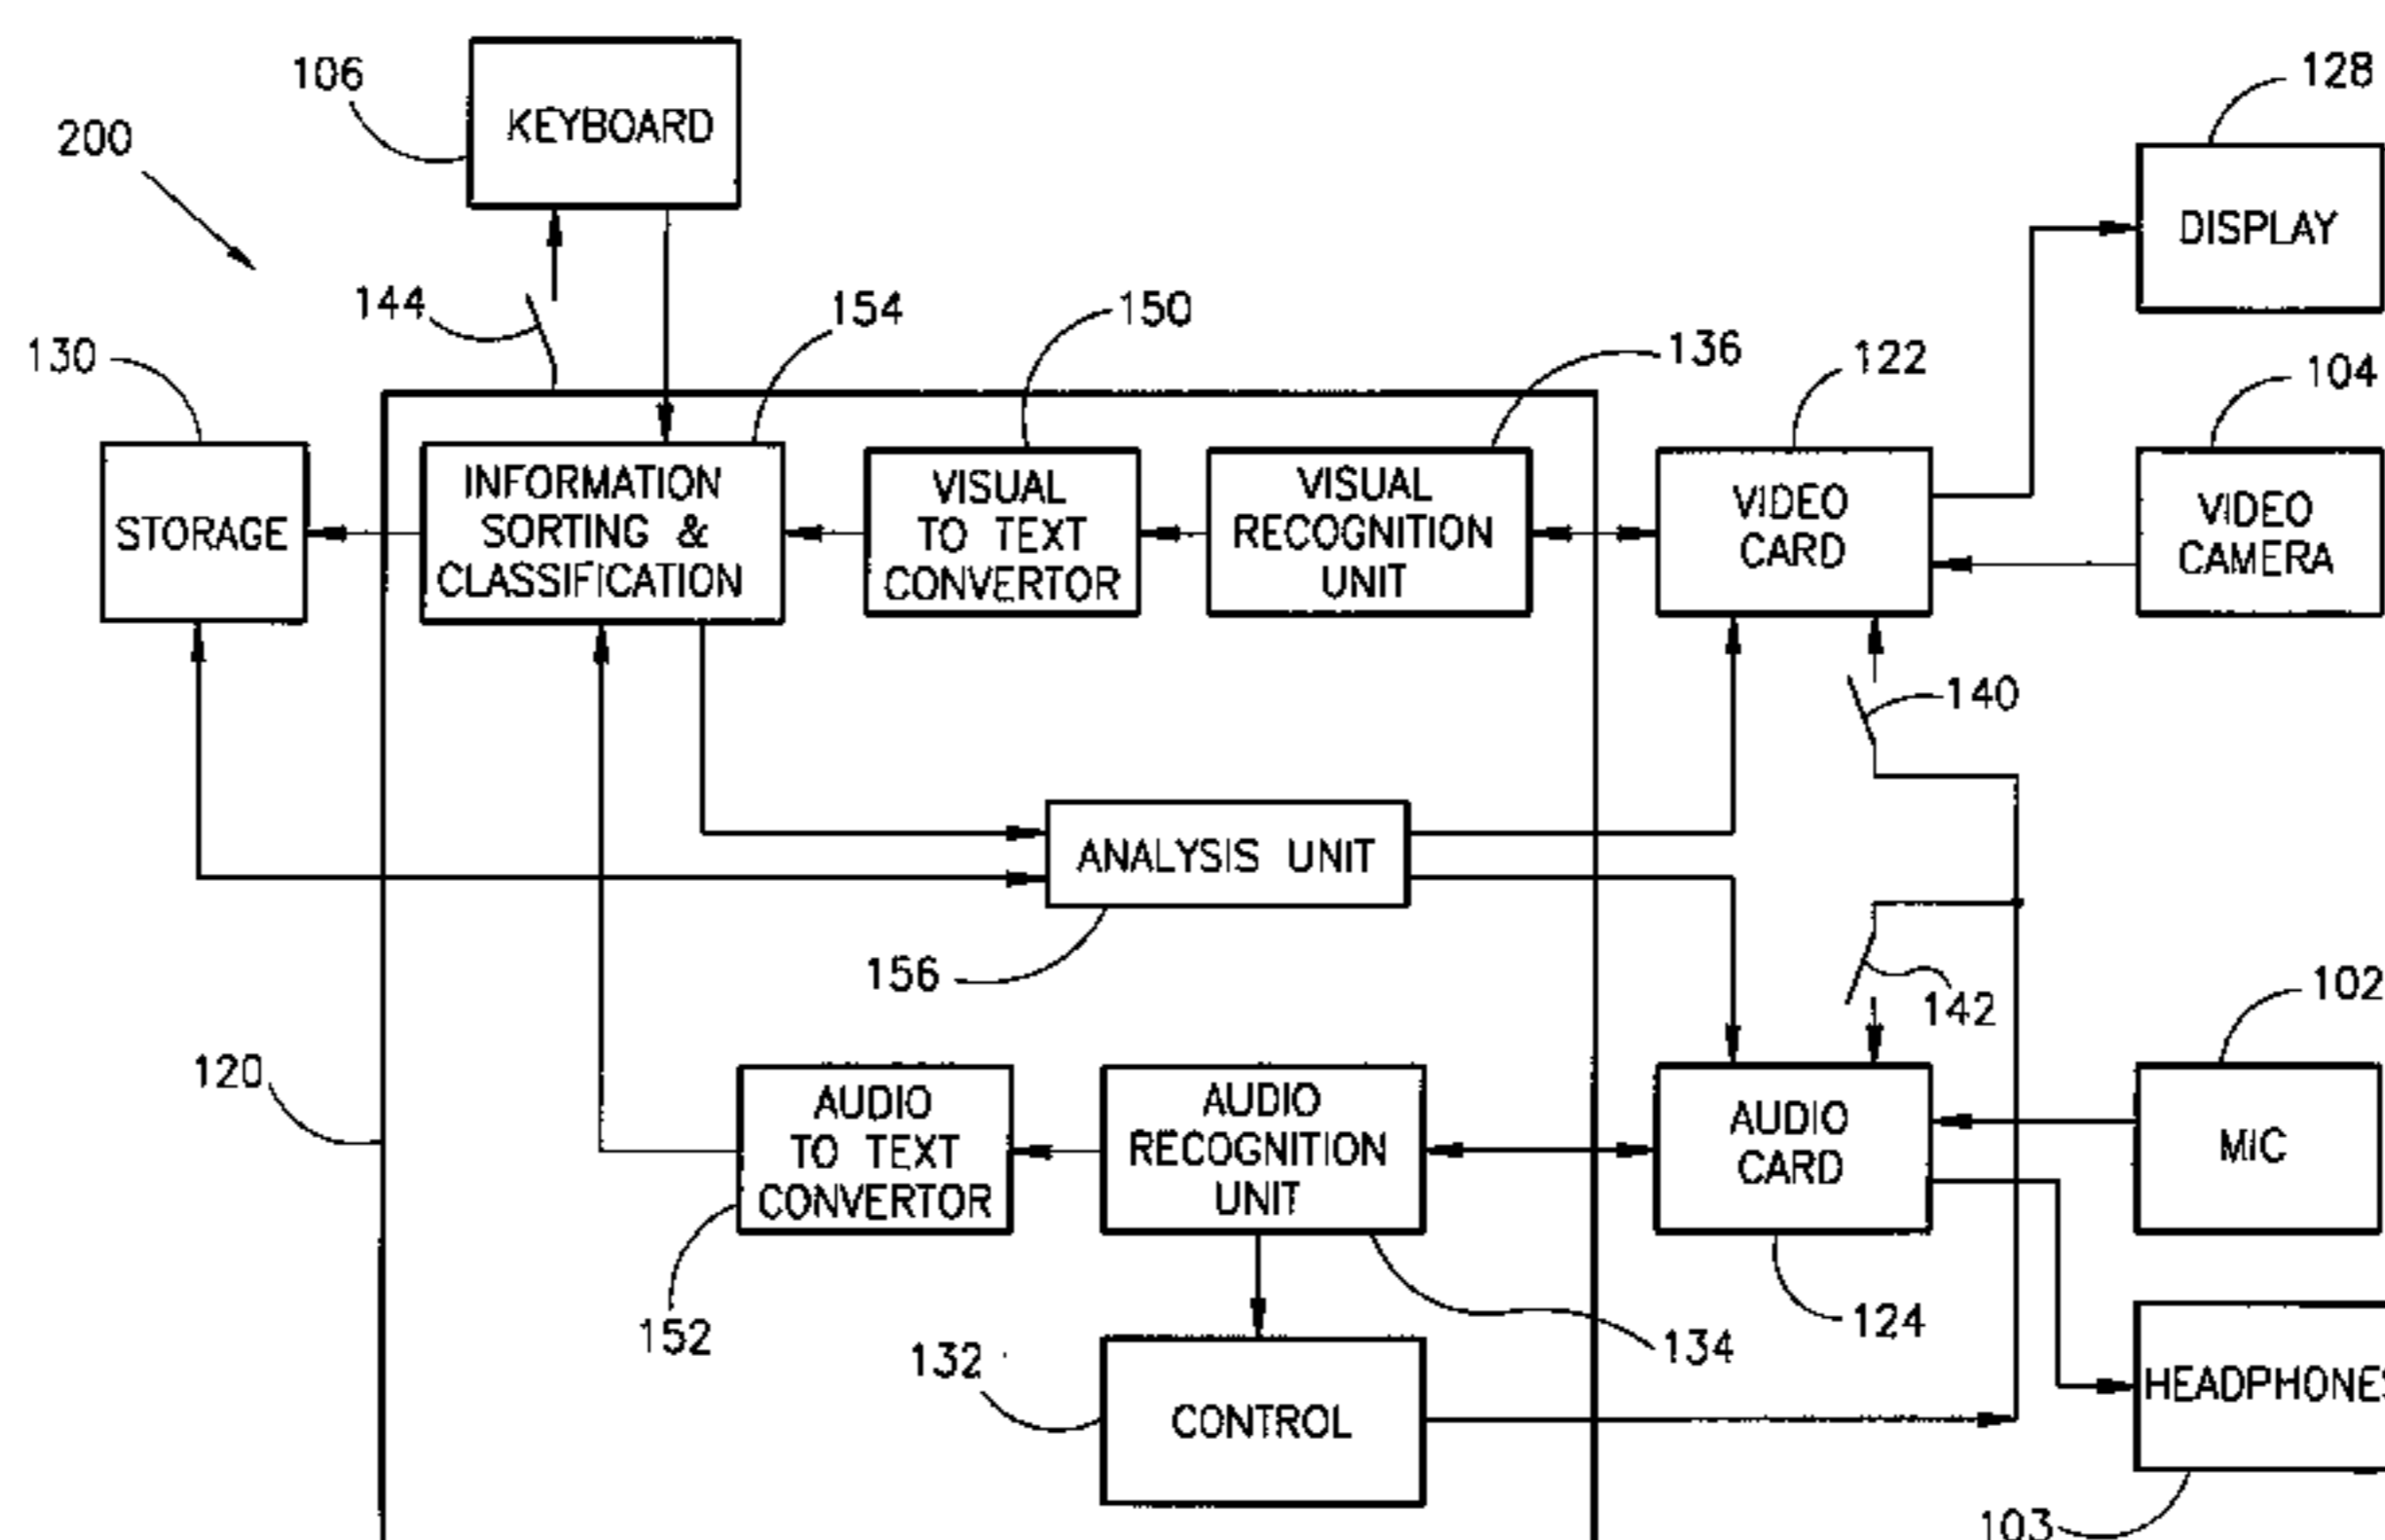 106
KEYBOARD
128
200
DISPLAY
144
154
150
130
136
122
104
STORAGE
INFORMATION
SORTING &
CLASSIFICATION
VISUAL
TO TEXT
CONVERTOR
VISUAL
RECOGNITION
UNIT
VIDEO
CARD
VIDEO
CAMERA
140
ANALYSIS UNIT
156
142
102
120
AUDIO
TO TEXT
CONVERTOR
AUDIO
RECOGNITION
UNIT
AUDIO
CARD
MIC
152
132
134
124
CONTROL
HEADPHONES
103